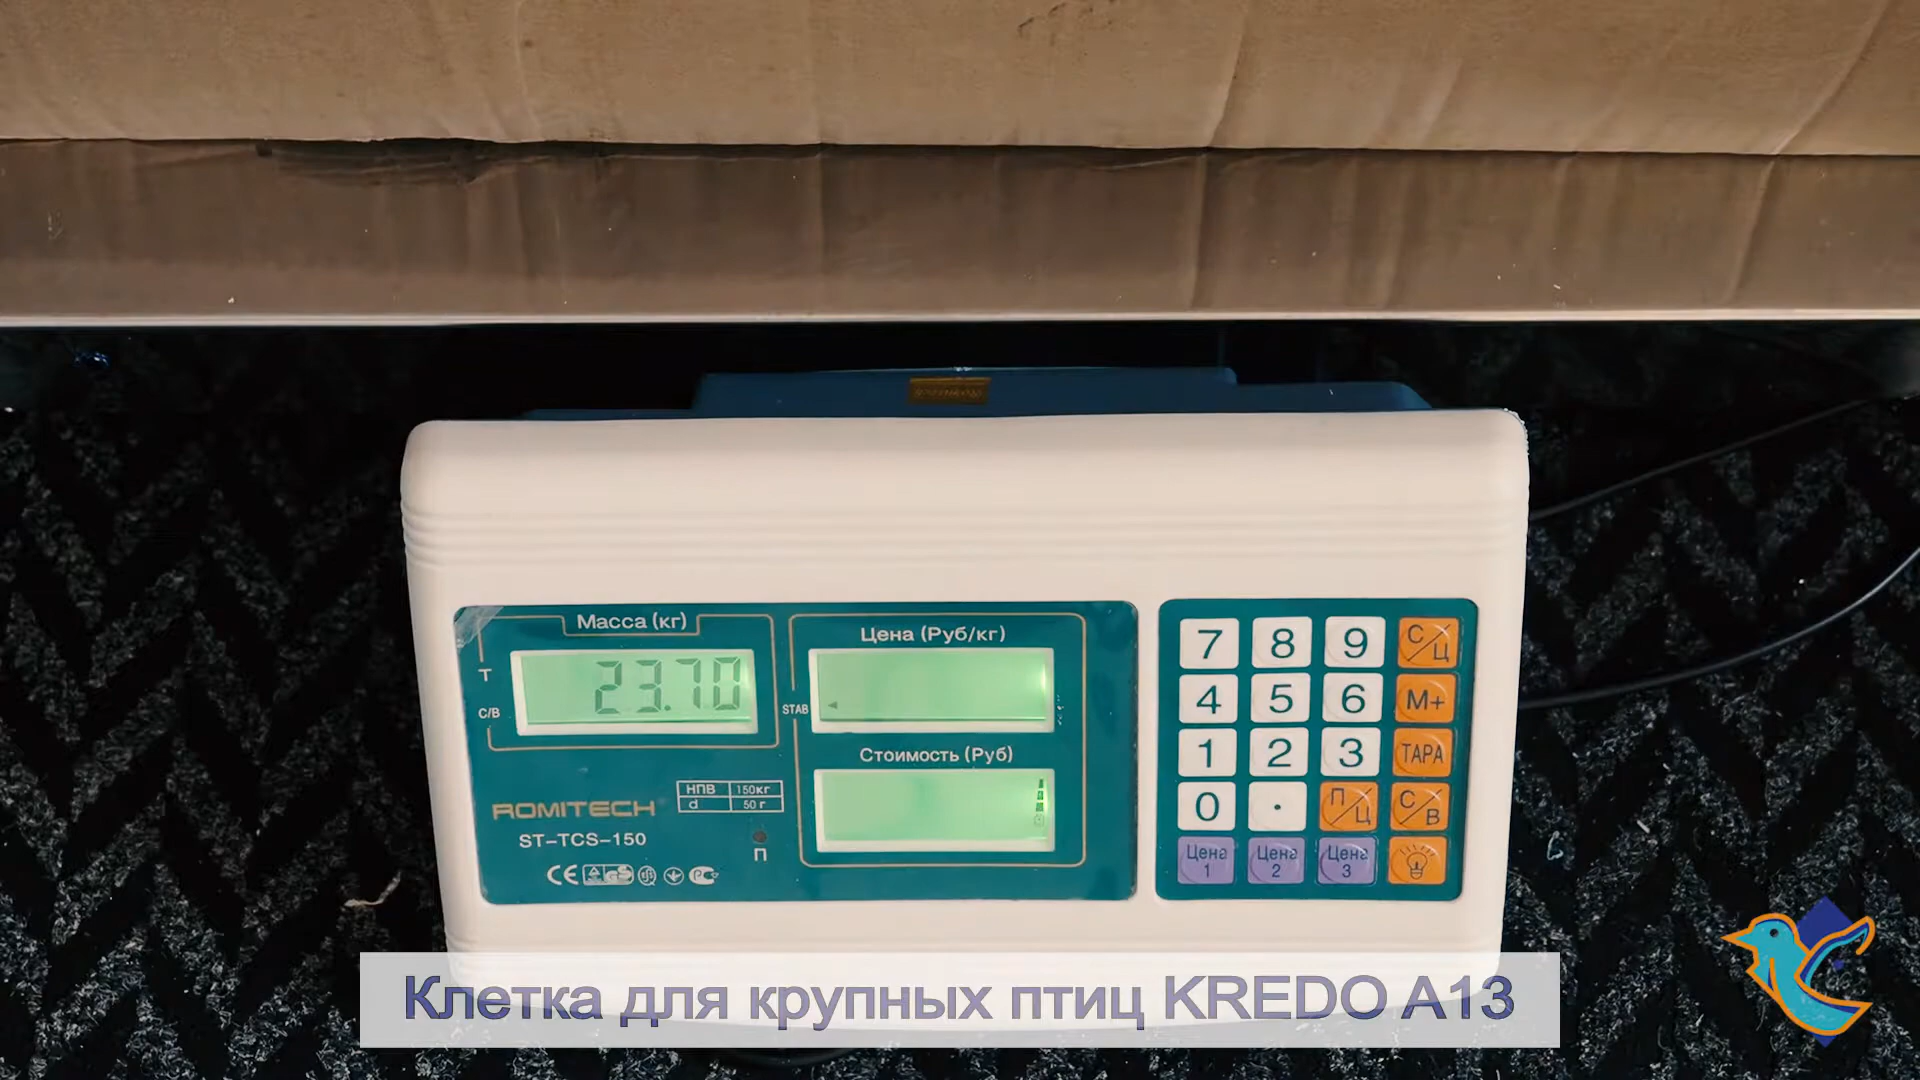 Масса (кг)
Т
С/В
23.70
Цена (Руб/кг)
STAB
Стоимость (Руб)
НПВ 150кг
d 50 г
ROMITECH
ST-TCS-150
П
CE GS
7 8 9 С/Ц
4 5 6 М+
1 2 3 ТАРА
0 . П/Ц С/В
Цена 1 Цена 2 Цена 3
Клетка для крупных птиц KREDO A13